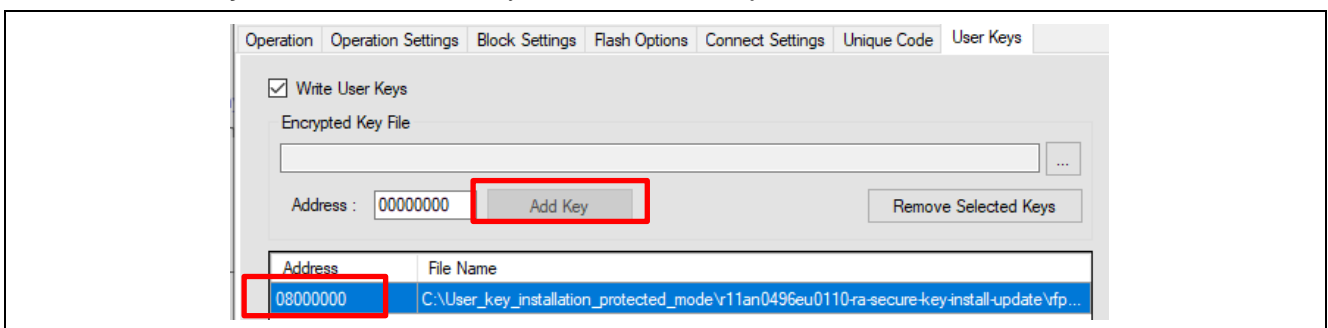 Operation Operation Settings Block Settings Flash Options Connect Settings Unique Code User Keys
Write User Keys
Encrypted Key File
...
Address : 00000000 Add Key Remove Selected Keys
Address File Name
08000000 C:\User_key_installation_protected_mode\r11an0496eu0110-ra-secure-key-install-update\rfp...